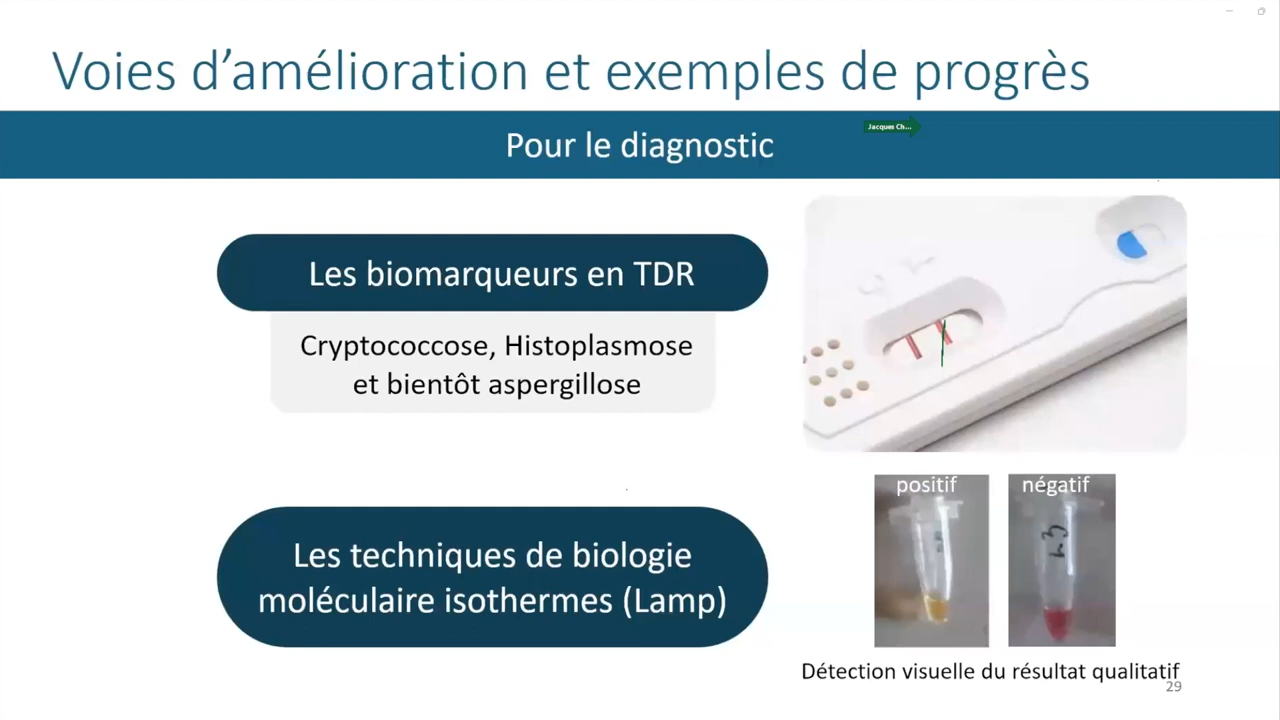 Voies d’amélioration et exemples de progrès
Jacques Ch...
Pour le diagnostic
Les biomarqueurs en TDR
Cryptococcose, Histoplasmose
et bientôt aspergillose
positif
négatif
Les techniques de biologie
moléculaire isothermes (Lamp)
Détection visuelle du résultat qualitatif
29